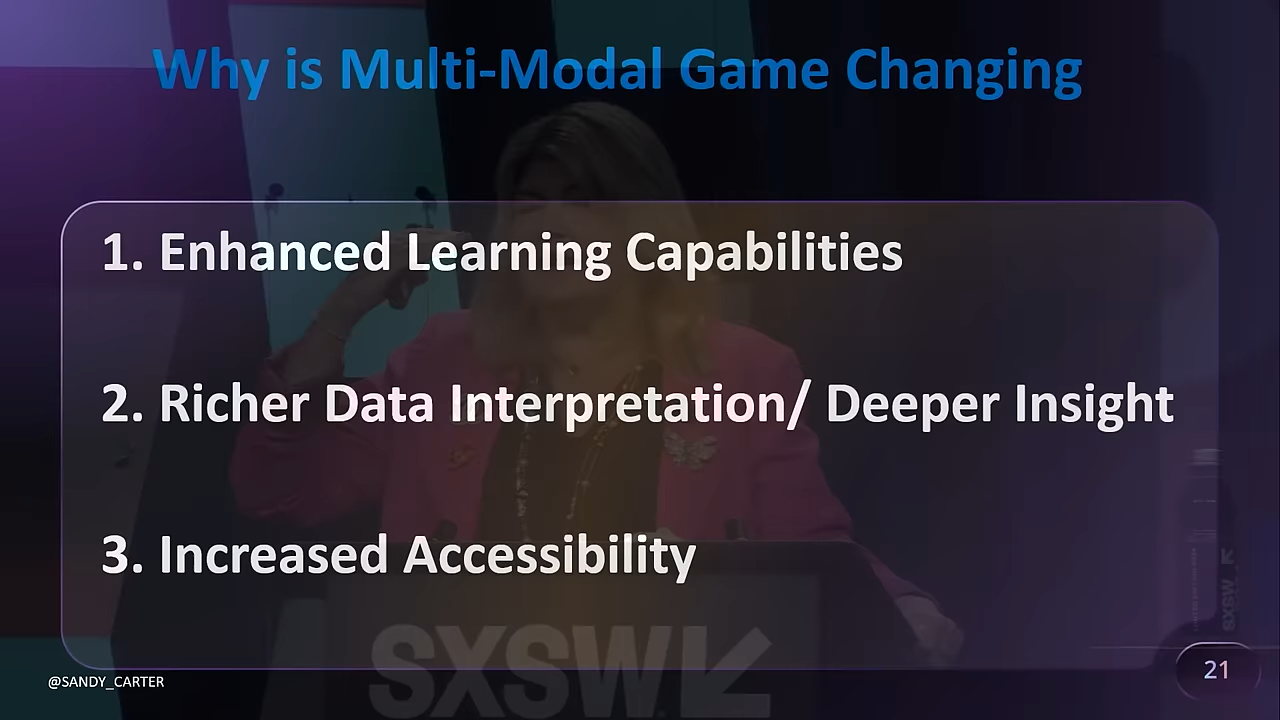 Why is Multi-Modal Game Changing
1. Enhanced Learning Capabilities
2. Richer Data Interpretation/ Deeper Insight
3. Increased Accessibility
SXSW
SXSW
@SANDY_CARTER
21